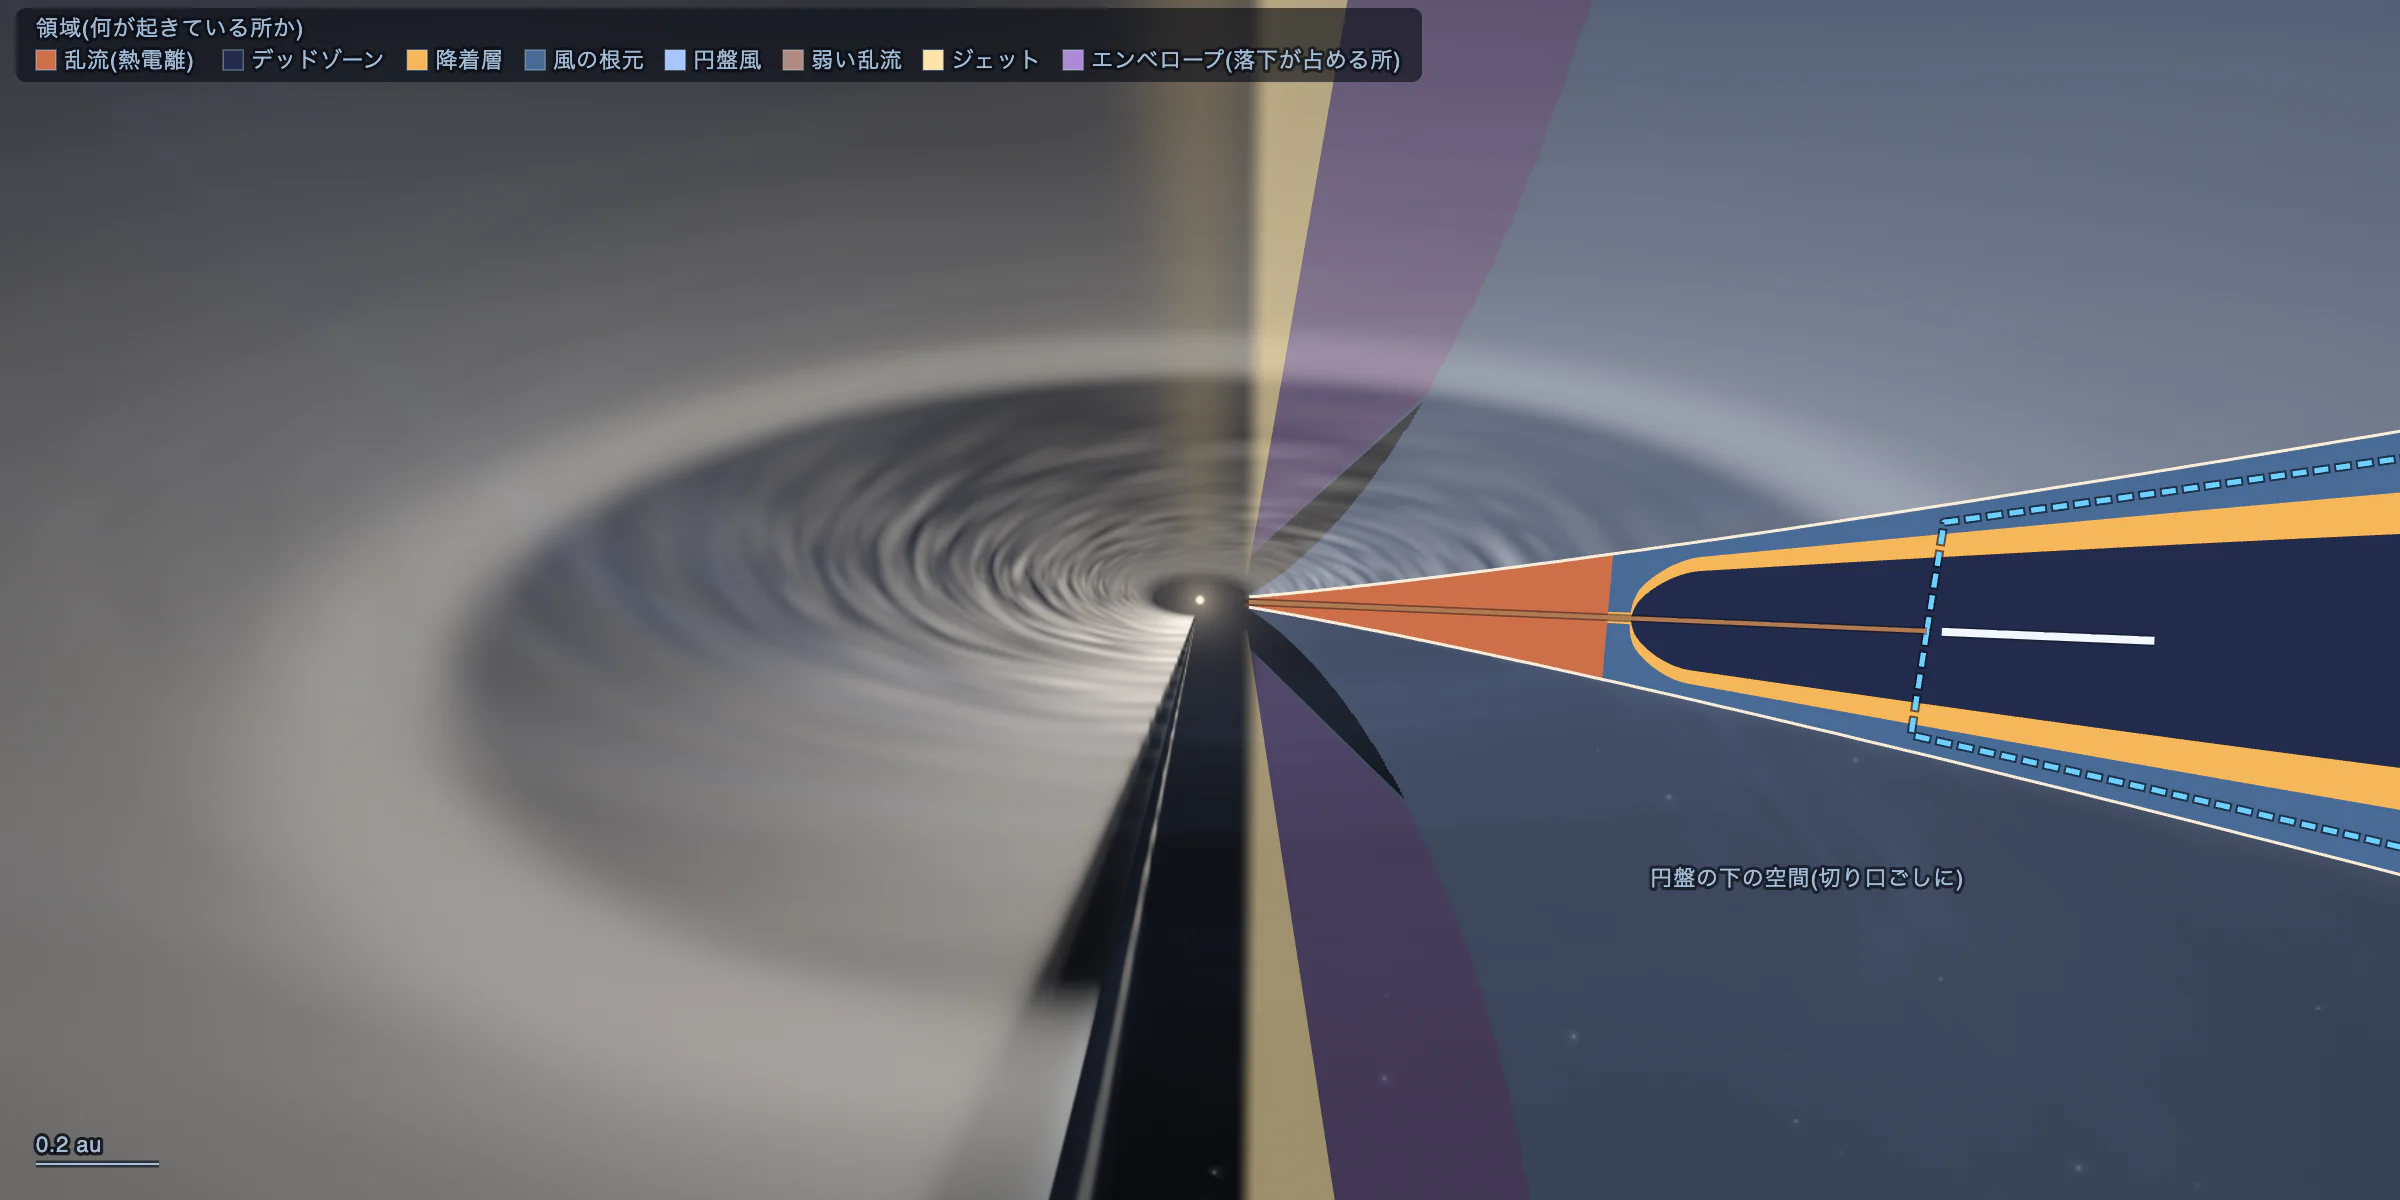 領域(何が起きている所か)
乱流(熱電離) デッドゾーン 降着層 風の根元 円盤風 弱い乱流 ジェット エンベロープ(落下が占める所)
円盤の下の空間(切り口ごしに)
0.2 au